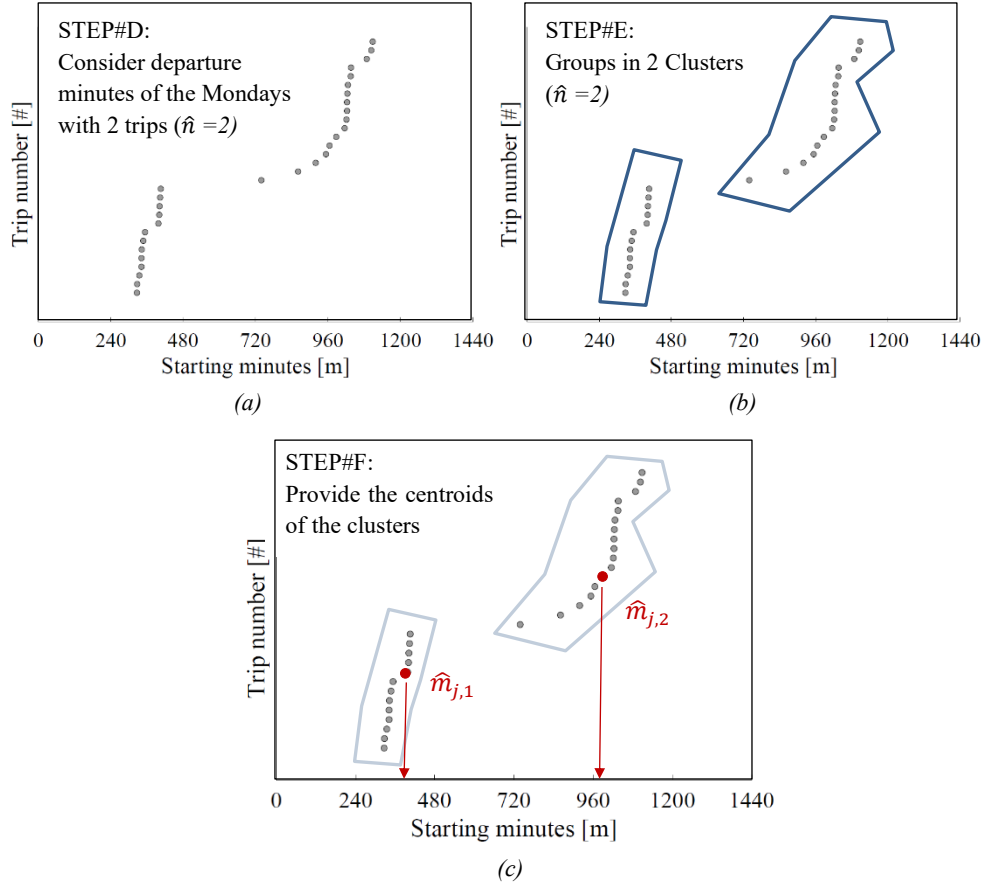 STEP#D:
Consider departure
minutes of the Mondays
with 2 trips (n̂ =2)
Trip number [#]
0 240 480 720 960 1200 1440
Starting minutes [m]
(a)
STEP#E:
Groups in 2 Clusters
(n̂ =2)
Trip number [#]
0 240 480 720 960 1200 1440
Starting minutes [m]
(b)
STEP#F:
Provide the centroids
of the clusters
Trip number [#]
m̂j,2
m̂j,1
0 240 480 720 960 1200 1440
Starting minutes [m]
(c)